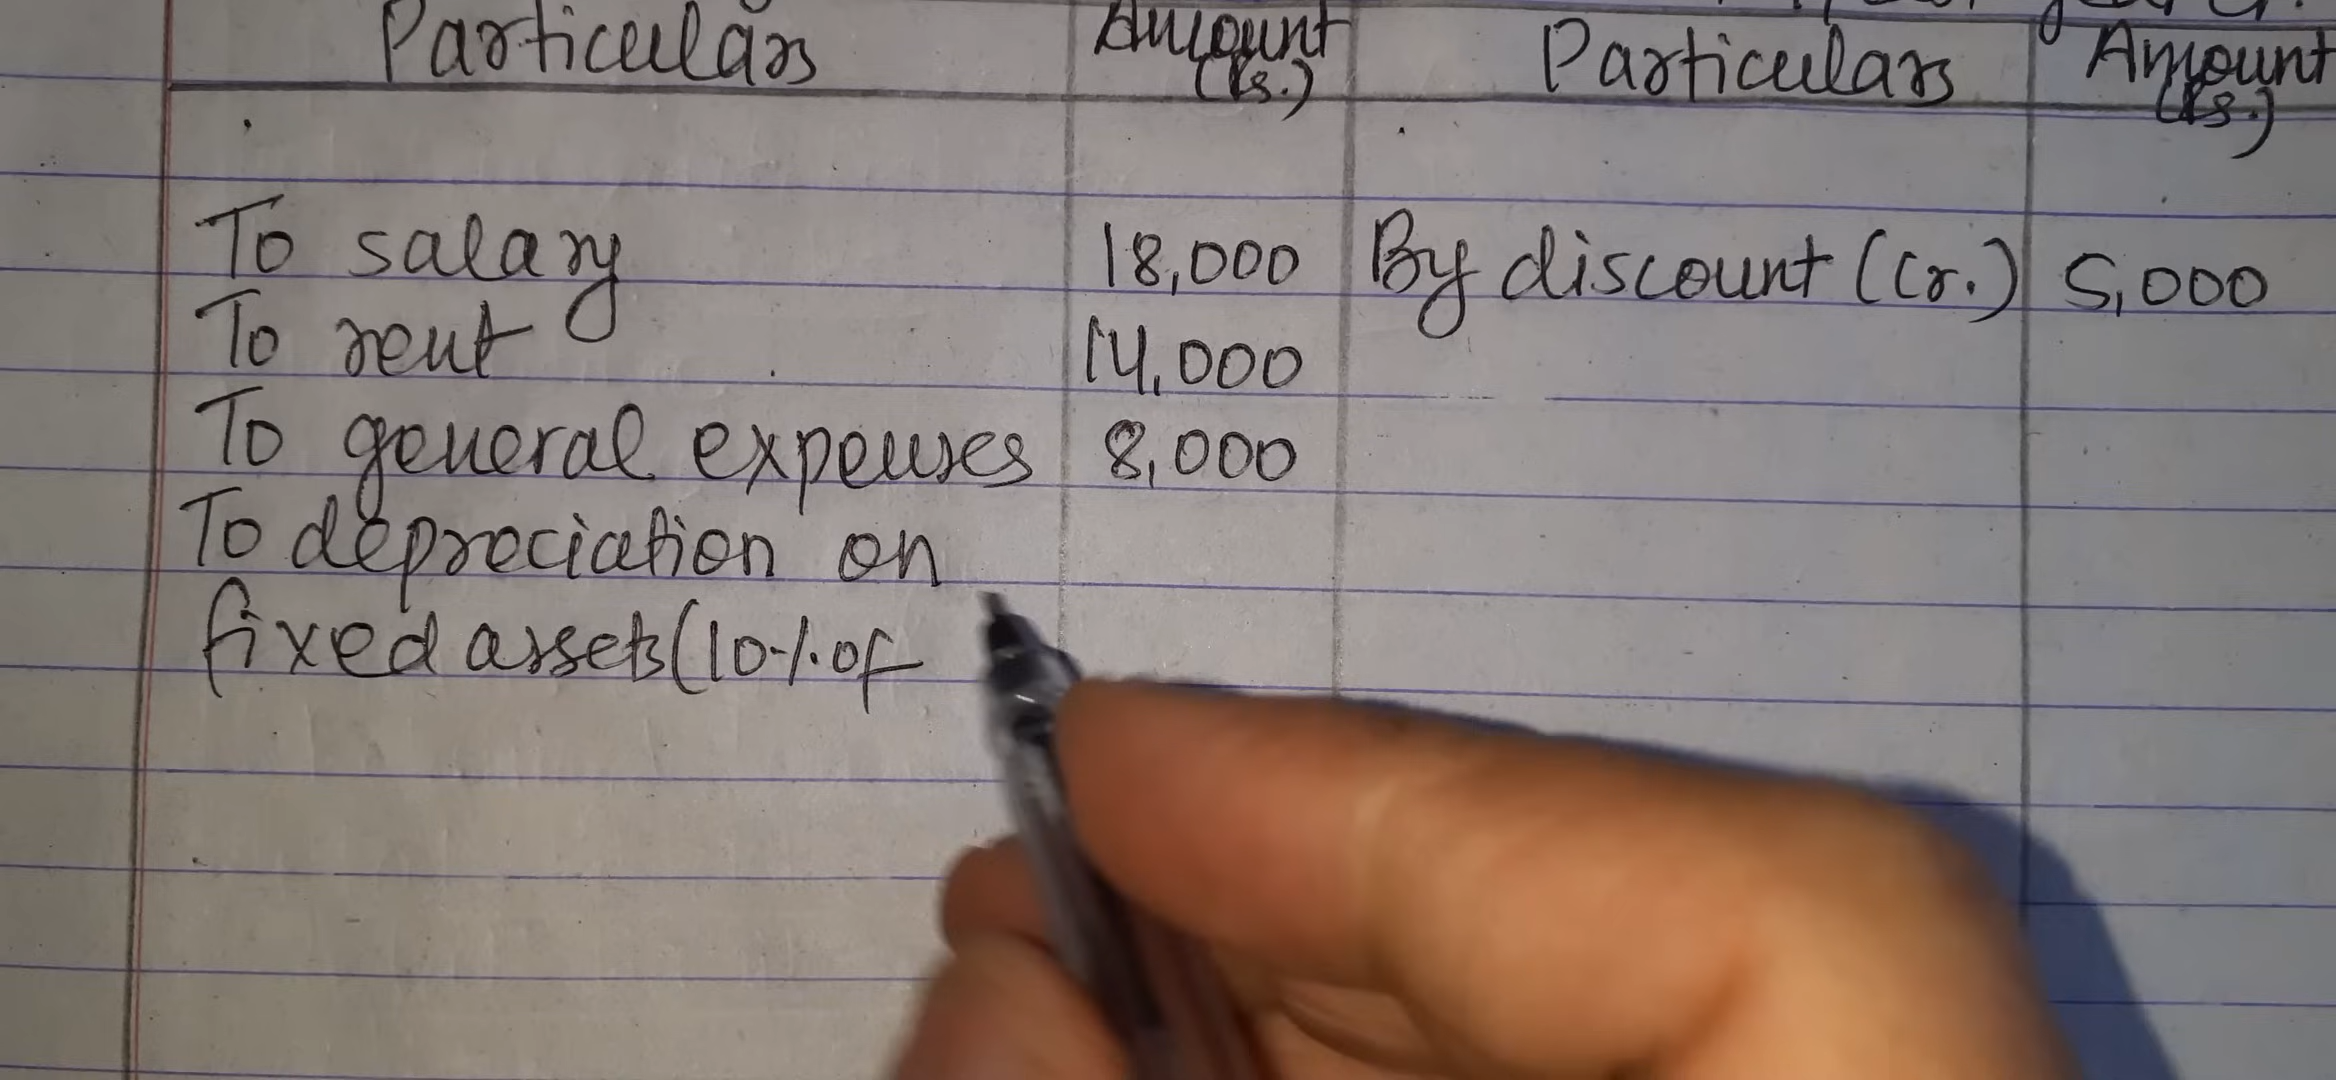 Particulars Amount (Rs.) Particulars Amount (Rs.)
To salary 18,000 By discount (Cr.) 5,000
To rent 14,000
To general expenses 8,000
To depreciation on
fixed assets (10% of